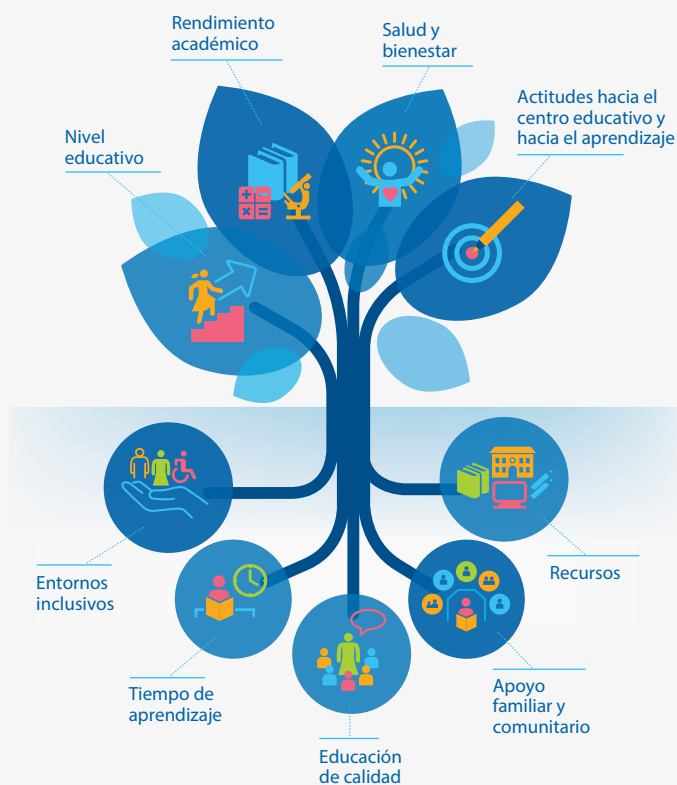 Rendimiento
académico
Salud y
bienestar
Actitudes hacia el
centro educativo y
hacia el aprendizaje
Nivel
educativo
Entornos
inclusivos
Recursos
Tiempo de
aprendizaje
Apoyo
familiar y
comunitario
Educación
de calidad